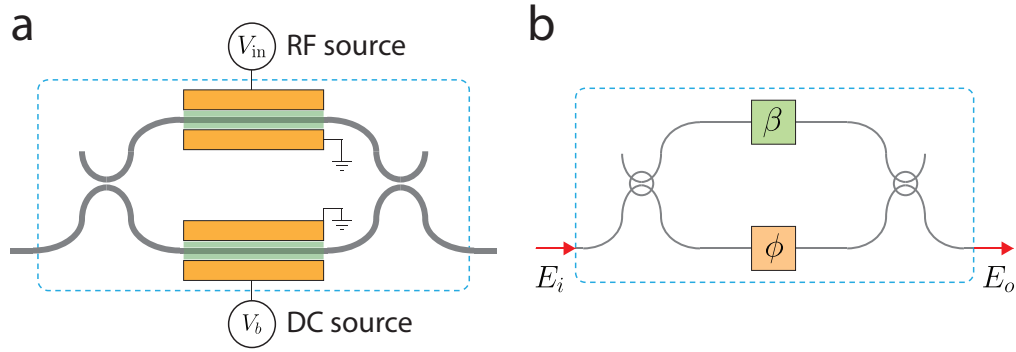 a
V_in RF source
V_b DC source
b
β
ϕ
E_i
E_o